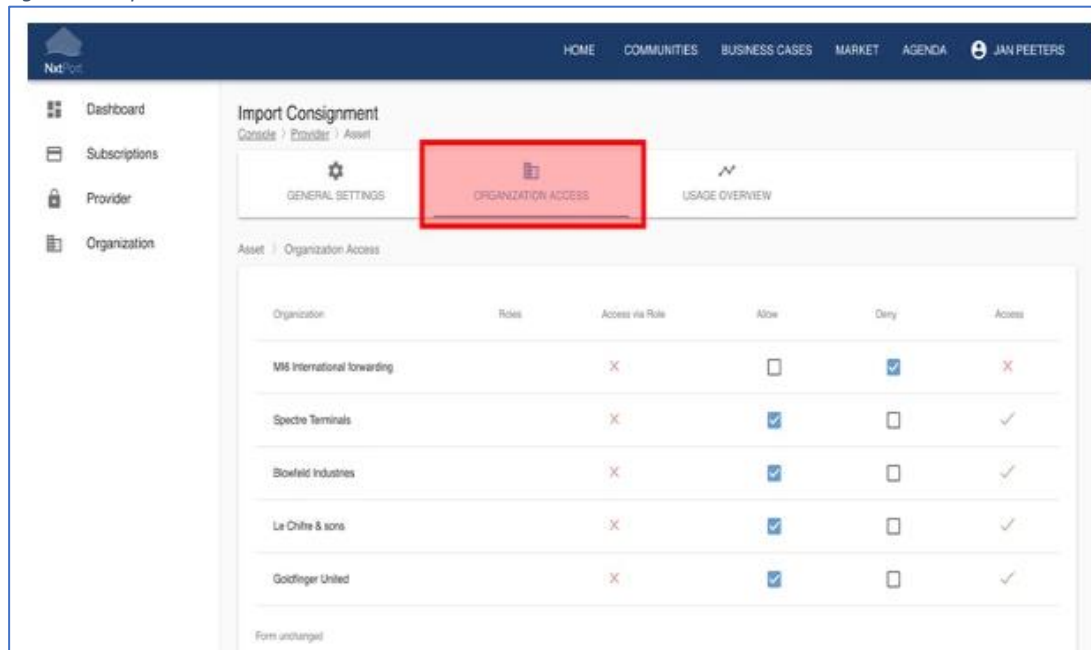 NxtPort
HOME COMMUNITIES BUSINESS CASES MARKET AGENDA JAN PEETERS
Dashboard
Subscriptions
Provider
Organization
Import Consignment
Console > Provider > Asset
GENERAL SETTINGS ORGANIZATION ACCESS USAGE OVERVIEW
Asset > Organization Access
Organization Roles Access via Role Allow Deny Access
MI6 International forwarding
Spectre Terminals
Blowfeld Industries
Le Chifre & sons
Goldfinger United
Form unchanged